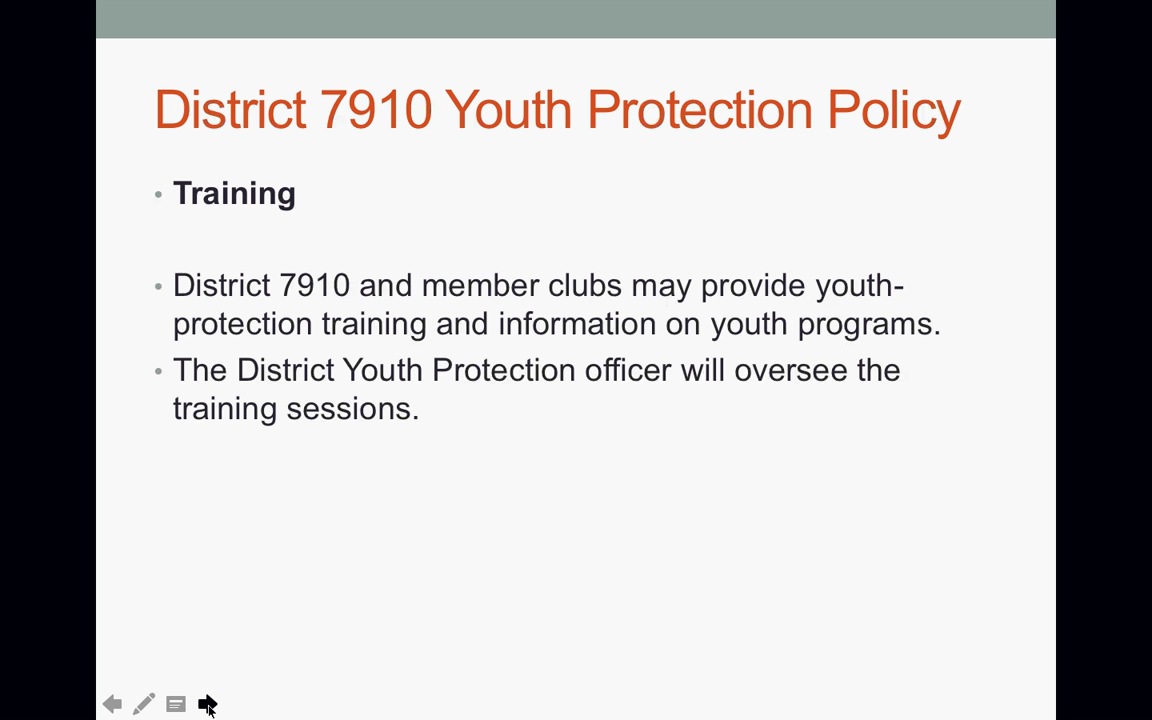 District 7910 Youth Protection Policy
• Training
• District 7910 and member clubs may provide youth-
protection training and information on youth programs.
• The District Youth Protection officer will oversee the
training sessions.